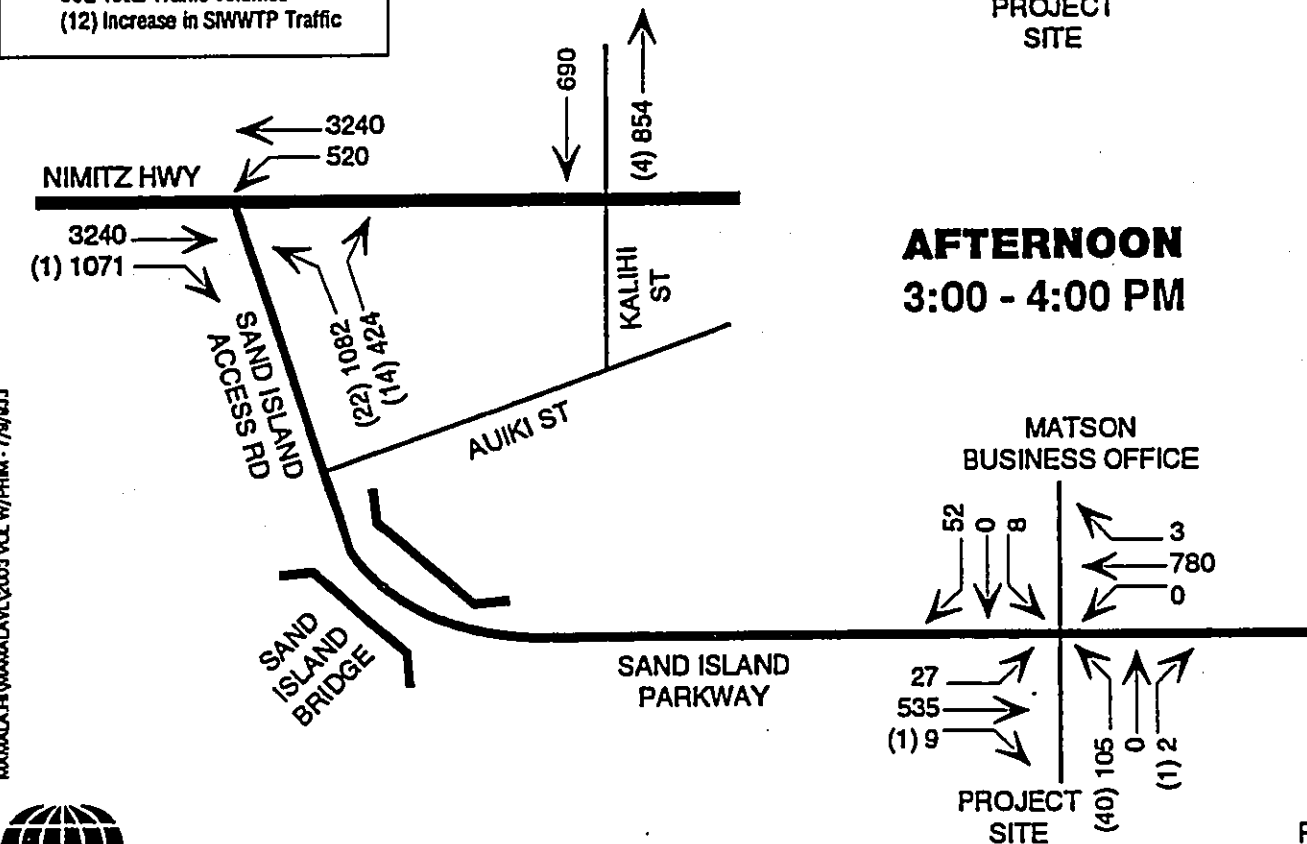 (12) Increase in SIWWTP Traffic
PROJECT
SITE
690
(4) 854
3240
520
NIMITZ HWY
3240
(1) 1071
KALIHI
ST
AFTERNOON
3:00 - 4:00 PM
SAND ISLAND
ACCESS RD
(22) 1082
(14) 424
AUIKI ST
MATSON
BUSINESS OFFICE
52
0
8
3
780
0
SAND
ISLAND
BRIDGE
SAND ISLAND
PARKWAY
27
535
(1) 9
(40) 105
0
(1) 2
PROJECT
SITE